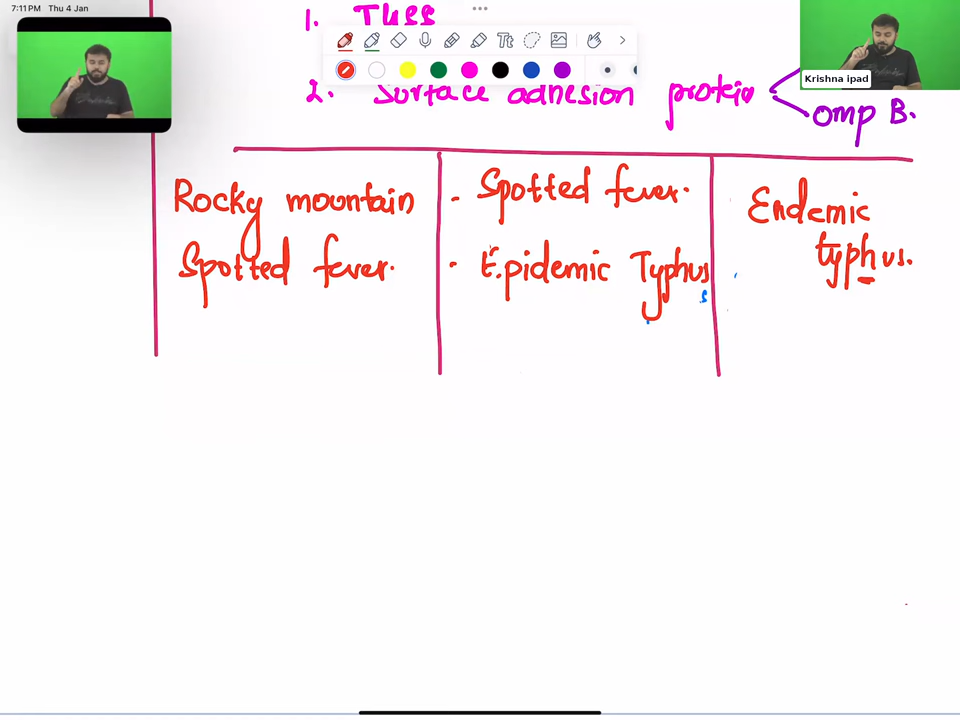 7:11 PM Thu 4 Jan
1.
Tt
Krishna ipad
2. Surface adhesion protein
omp B.
Rocky mountain
Spotted fever.
- Spotted fever.
- Epidemic Typhus
s
Endemic
typhus.